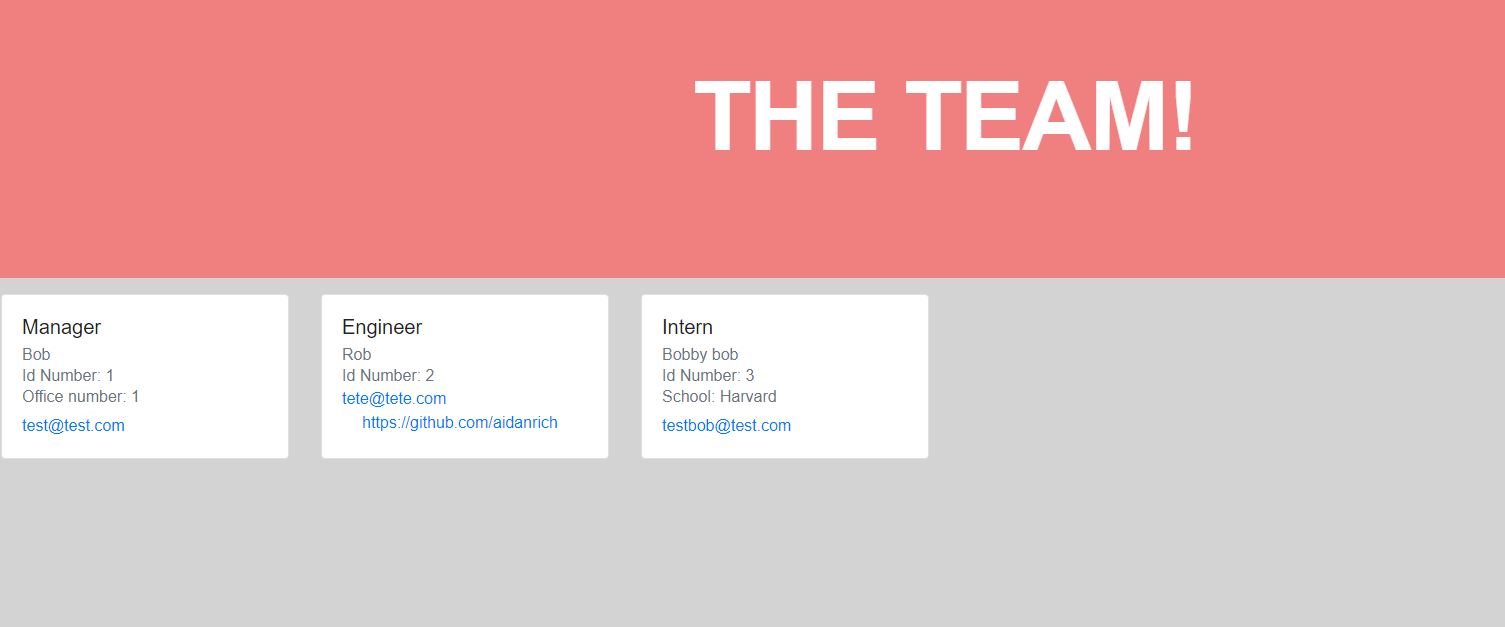 THE TEAM!
Manager
Bob
Id Number: 1
Office number: 1
test@test.com
Engineer
Rob
Id Number: 2
tete@tete.com
https://github.com/aidanrich
Intern
Bobby bob
Id Number: 3
School: Harvard
testbob@test.com